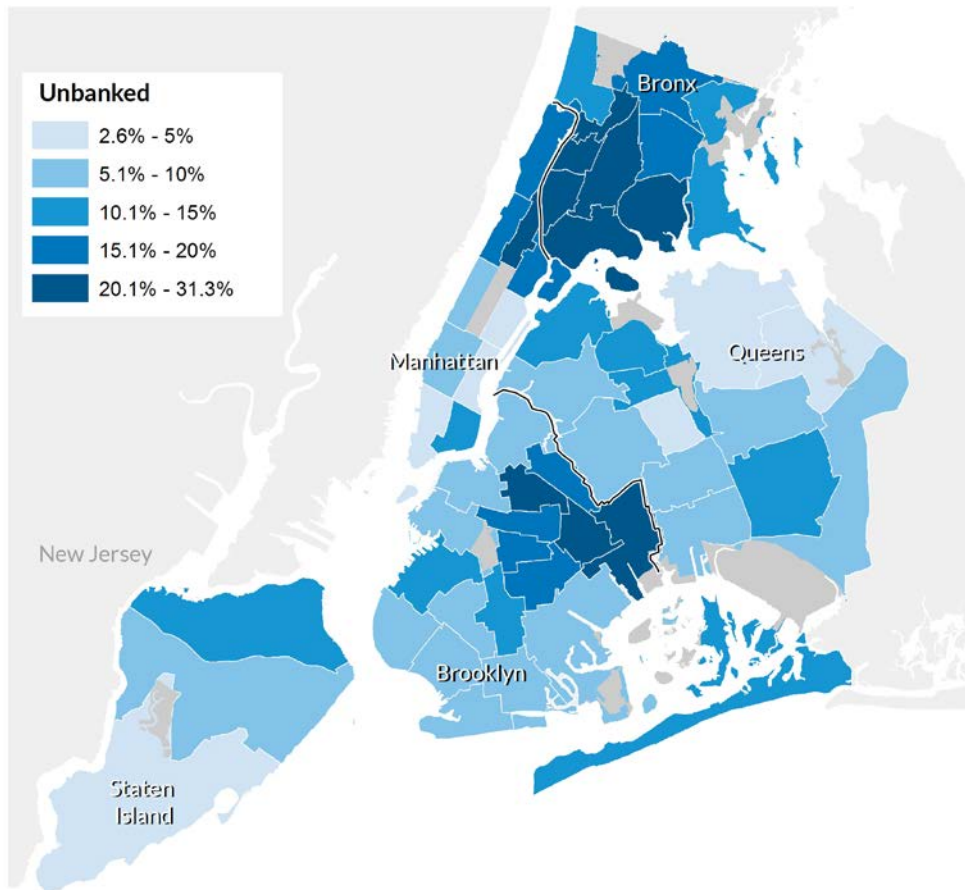 Unbanked
2.6% - 5%
5.1% - 10%
10.1% - 15%
15.1% - 20%
20.1% - 31.3%
Bronx
Manhattan
Queens
New Jersey
Brooklyn
Staten
Island